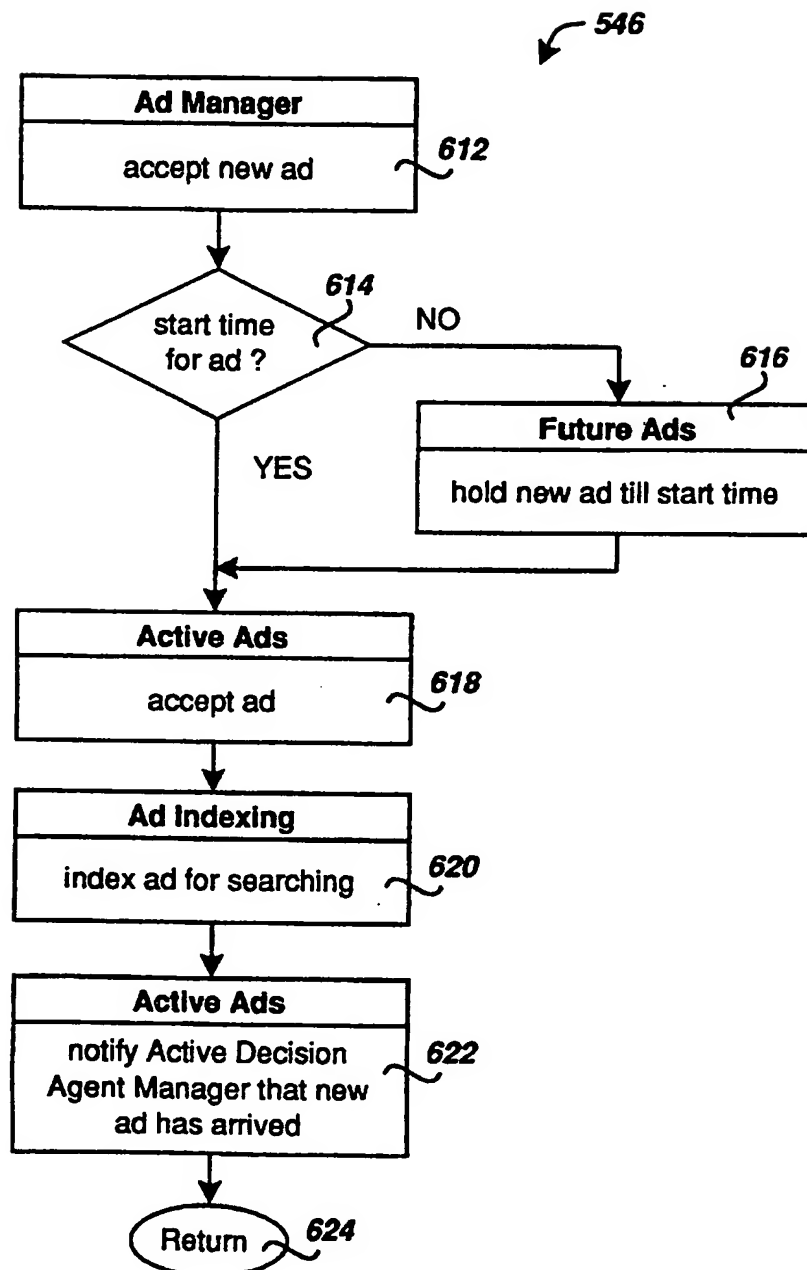 546
Ad Manager
accept new ad
612
start time
for ad ?
614
NO
YES
616
Future Ads
hold new ad till start time
Active Ads
accept ad
618
Ad Indexing
index ad for searching
620
Active Ads
notify Active Decision
Agent Manager that new
ad has arrived
622
Return
624